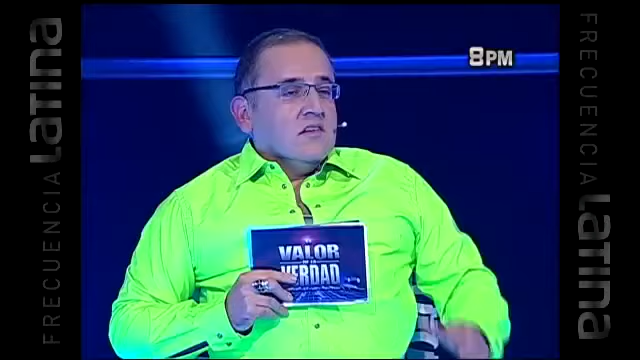 FRECUENCIA
LATINA
8PM
VALOR
DE LA
VERDAD
FRECUENCIA
LATINA